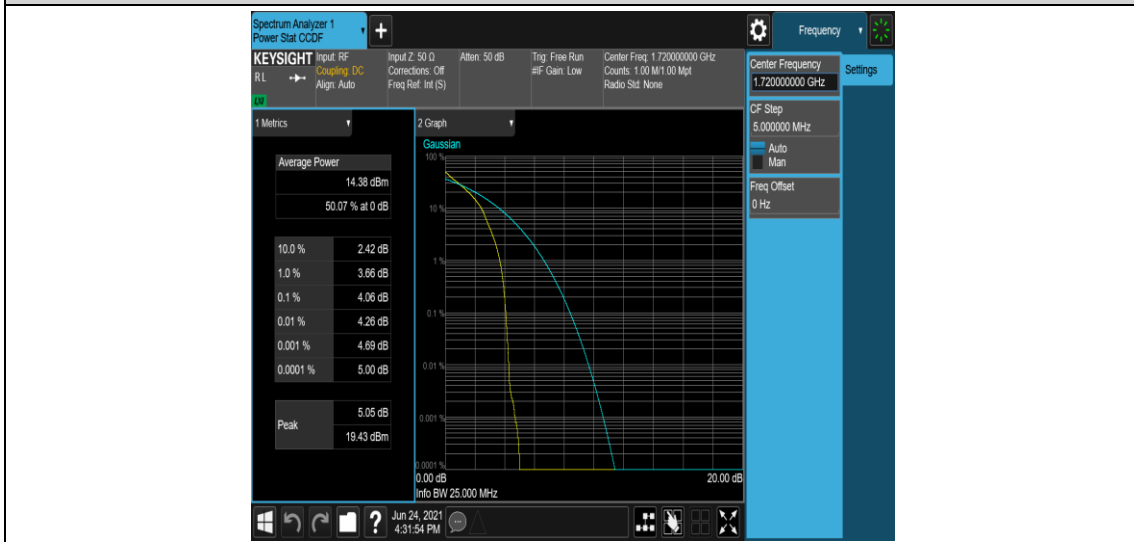 Spectrum Analyzer 1
Power Stat CCDF
+
Frequency
KEYSIGHT
RL
LXI
Input: RF
Coupling: DC
Align: Auto
Input Z: 50 Ω
Corrections: Off
Freq Ref: Int (S)
Atten: 50 dB
Trig: Free Run
#IF Gain: Low
Center Freq: 1.720000000 GHz
Counts: 1.00 M/1.00 Mpt
Radio Std: None
Center Frequency
1.720000000 GHz
Settings
CF Step
5.000000 MHz
Auto
Man
Freq Offset
0 Hz
1 Metrics
Average Power
14.38 dBm
50.07 % at 0 dB
10.0 % 2.42 dB
1.0 % 3.66 dB
0.1 % 4.06 dB
0.01 % 4.26 dB
0.001 % 4.69 dB
0.0001 % 5.00 dB
Peak 5.05 dB
19.43 dBm
2 Graph
Gaussian
100 %
10 %
1 %
0.1 %
0.01 %
0.001 %
0.0001 %
0.00 dB 20.00 dB
Info BW 25.000 MHz
?
Jun 24, 2021
4:31:54 PM